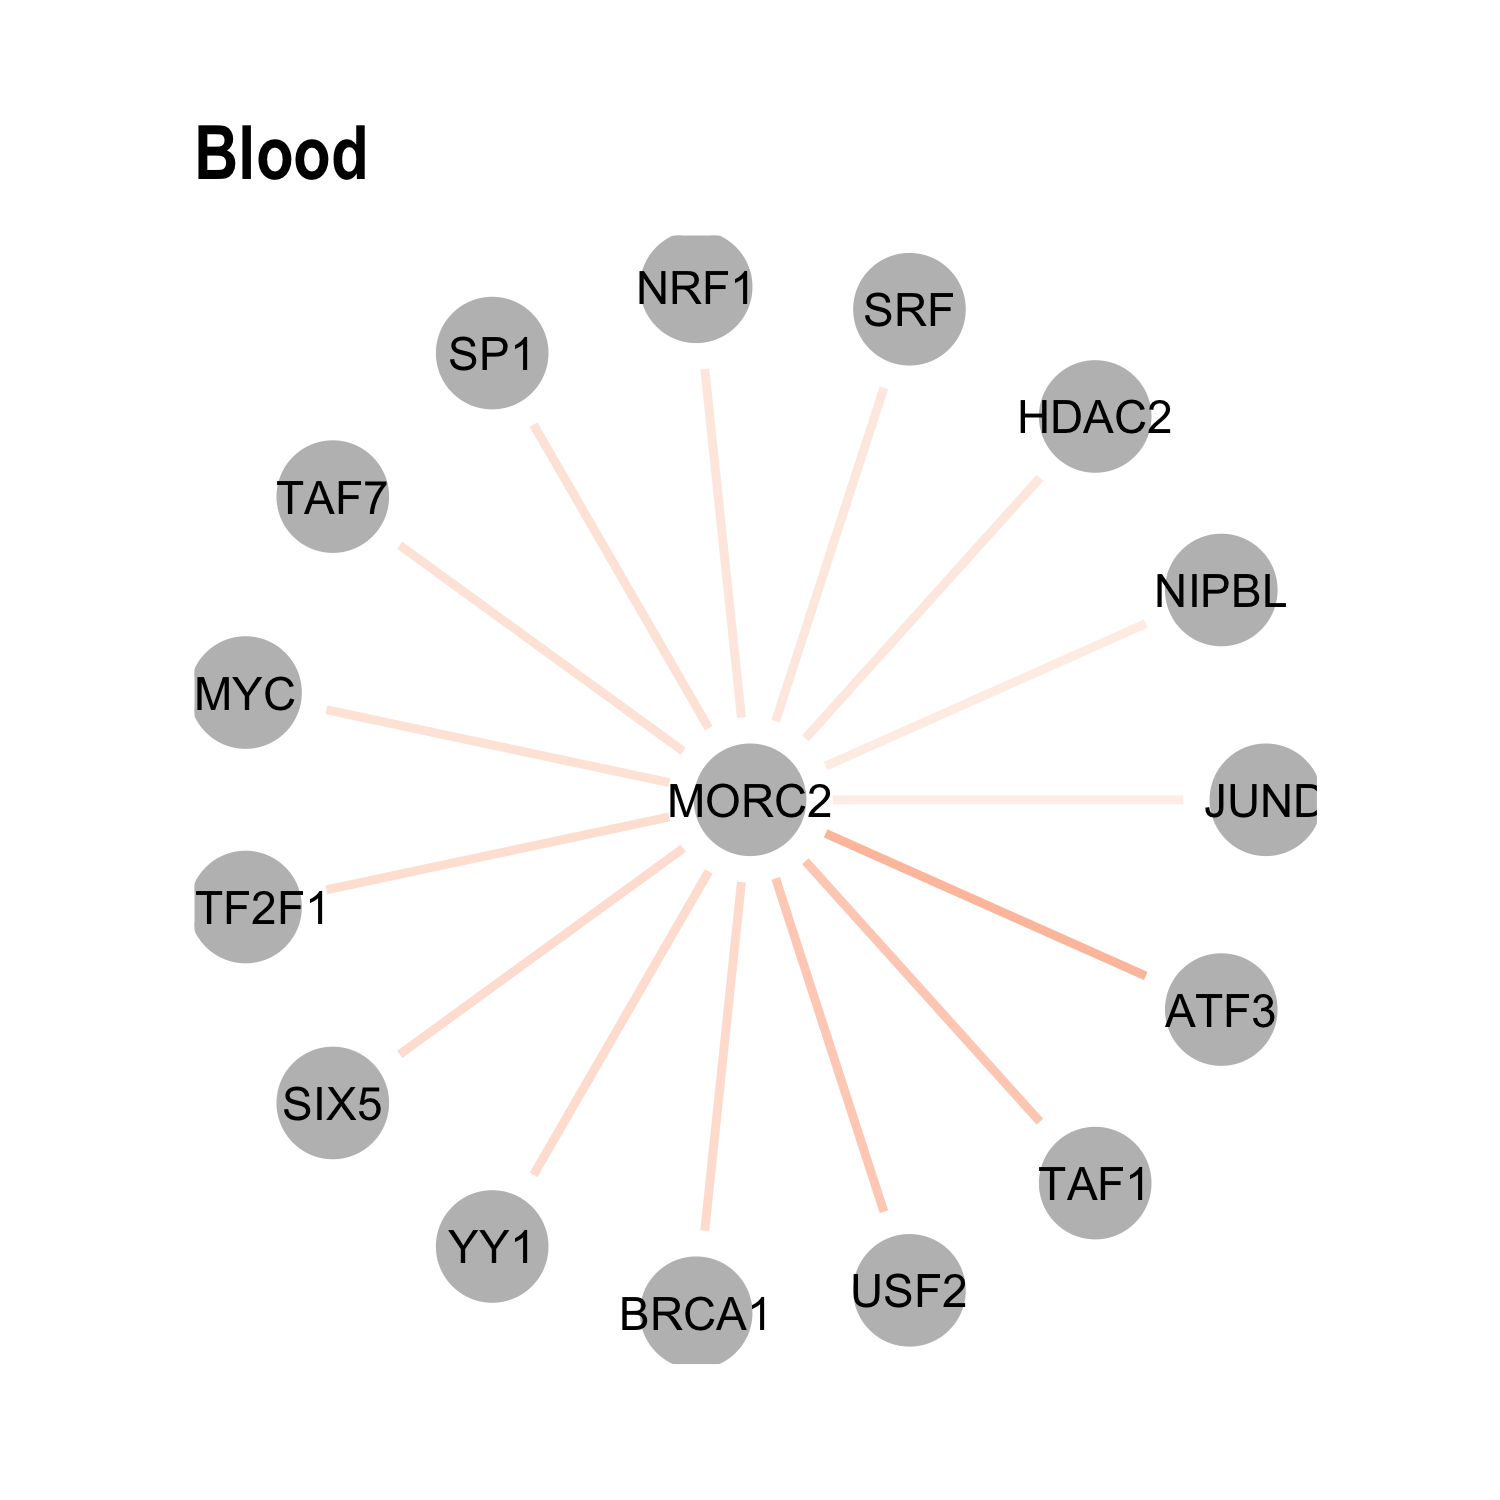 Blood
NRF1
SRF
SP1
HDAC2
TAF7
NIPBL
MYC
MORC2
JUND
TF2F1
ATF3
SIX5
TAF1
YY1
USF2
BRCA1